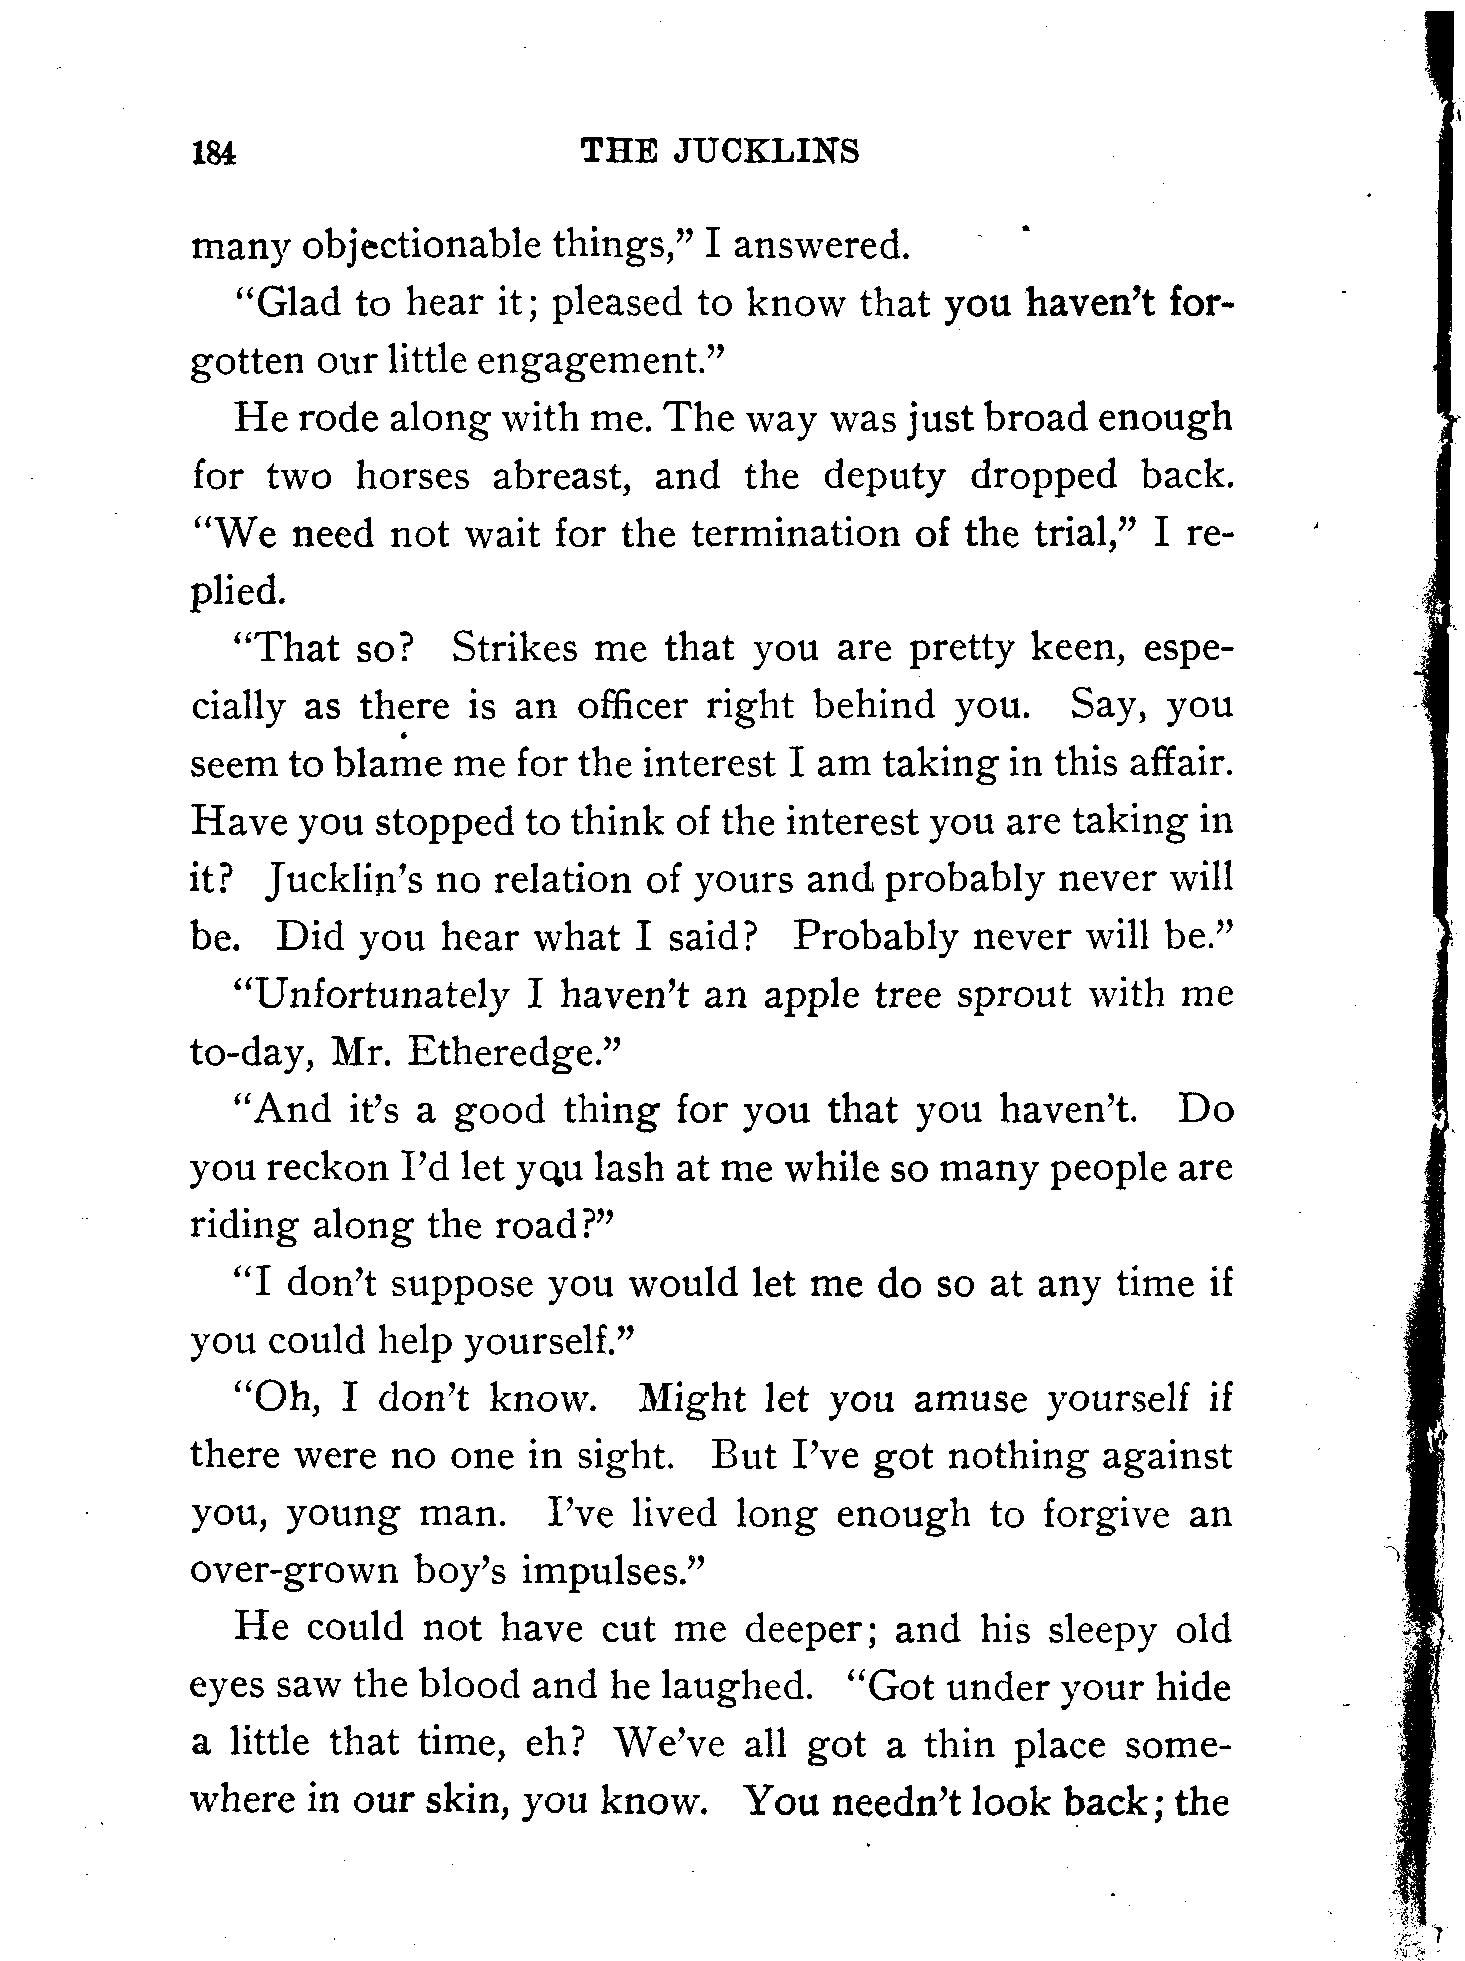 184 THE JUCKLINS
many objectionable things,” I answered.
“Glad to hear it; pleased to know that you haven’t for-
gotten our little engagement.”
He rode along with me. The way was just broad enough
for two horses abreast, and the deputy dropped back.
“We need not wait for the termination of the trial,” I re-
plied.
“That so? Strikes me that you are pretty keen, espe-
cially as there is an officer right behind you. Say, you
seem to blame me for the interest I am taking in this affair.
Have you stopped to think of the interest you are taking in
it? Jucklin’s no relation of yours and probably never will
be. Did you hear what I said? Probably never will be.”
“Unfortunately I haven’t an apple tree sprout with me
to-day, Mr. Etheredge.”
“And it’s a good thing for you that you haven’t. Do
you reckon I’d let you lash at me while so many people are
riding along the road?”
“I don’t suppose you would let me do so at any time if
you could help yourself.”
“Oh, I don’t know. Might let you amuse yourself if
there were no one in sight. But I’ve got nothing against
you, young man. I’ve lived long enough to forgive an
over-grown boy’s impulses.”
He could not have cut me deeper; and his sleepy old
eyes saw the blood and he laughed. “Got under your hide
a little that time, eh? We’ve all got a thin place some-
where in our skin, you know. You needn’t look back; the